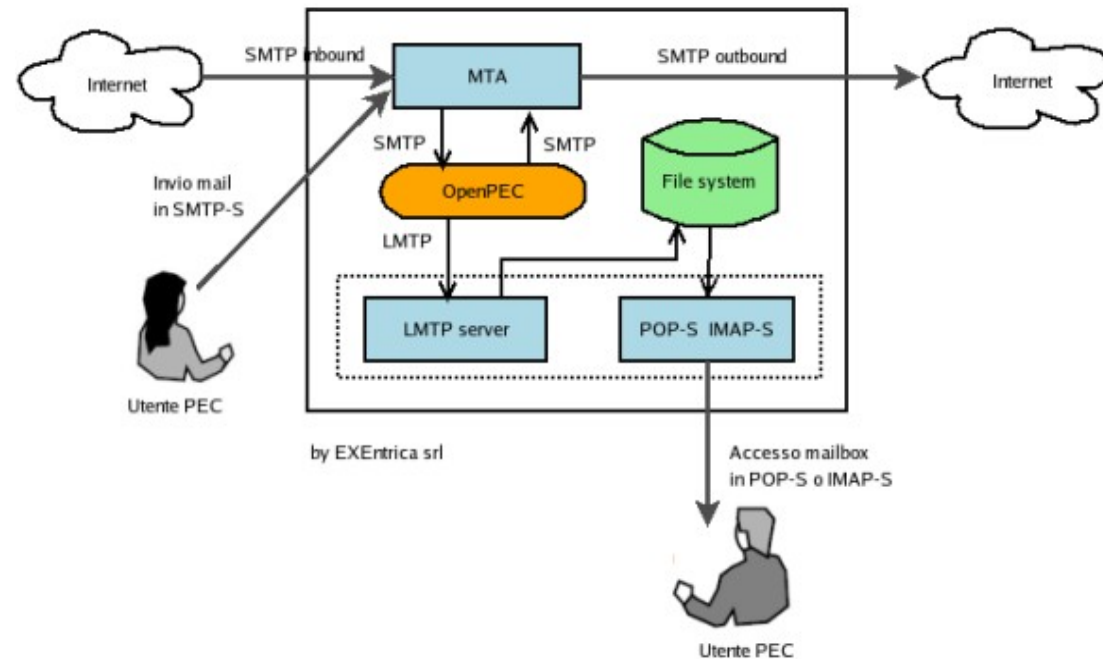 SMTP inbound
SMTP outbound
Internet
MTA
Internet
SMTP
SMTP
Invio mail
in SMTP-S
OpenPEC
File system
LMTP
LMTP server
POP-S IMAP-S
Utente PEC
by EXEntrica srl
Accesso mailbox
in POP-S o IMAP-S
Utente PEC